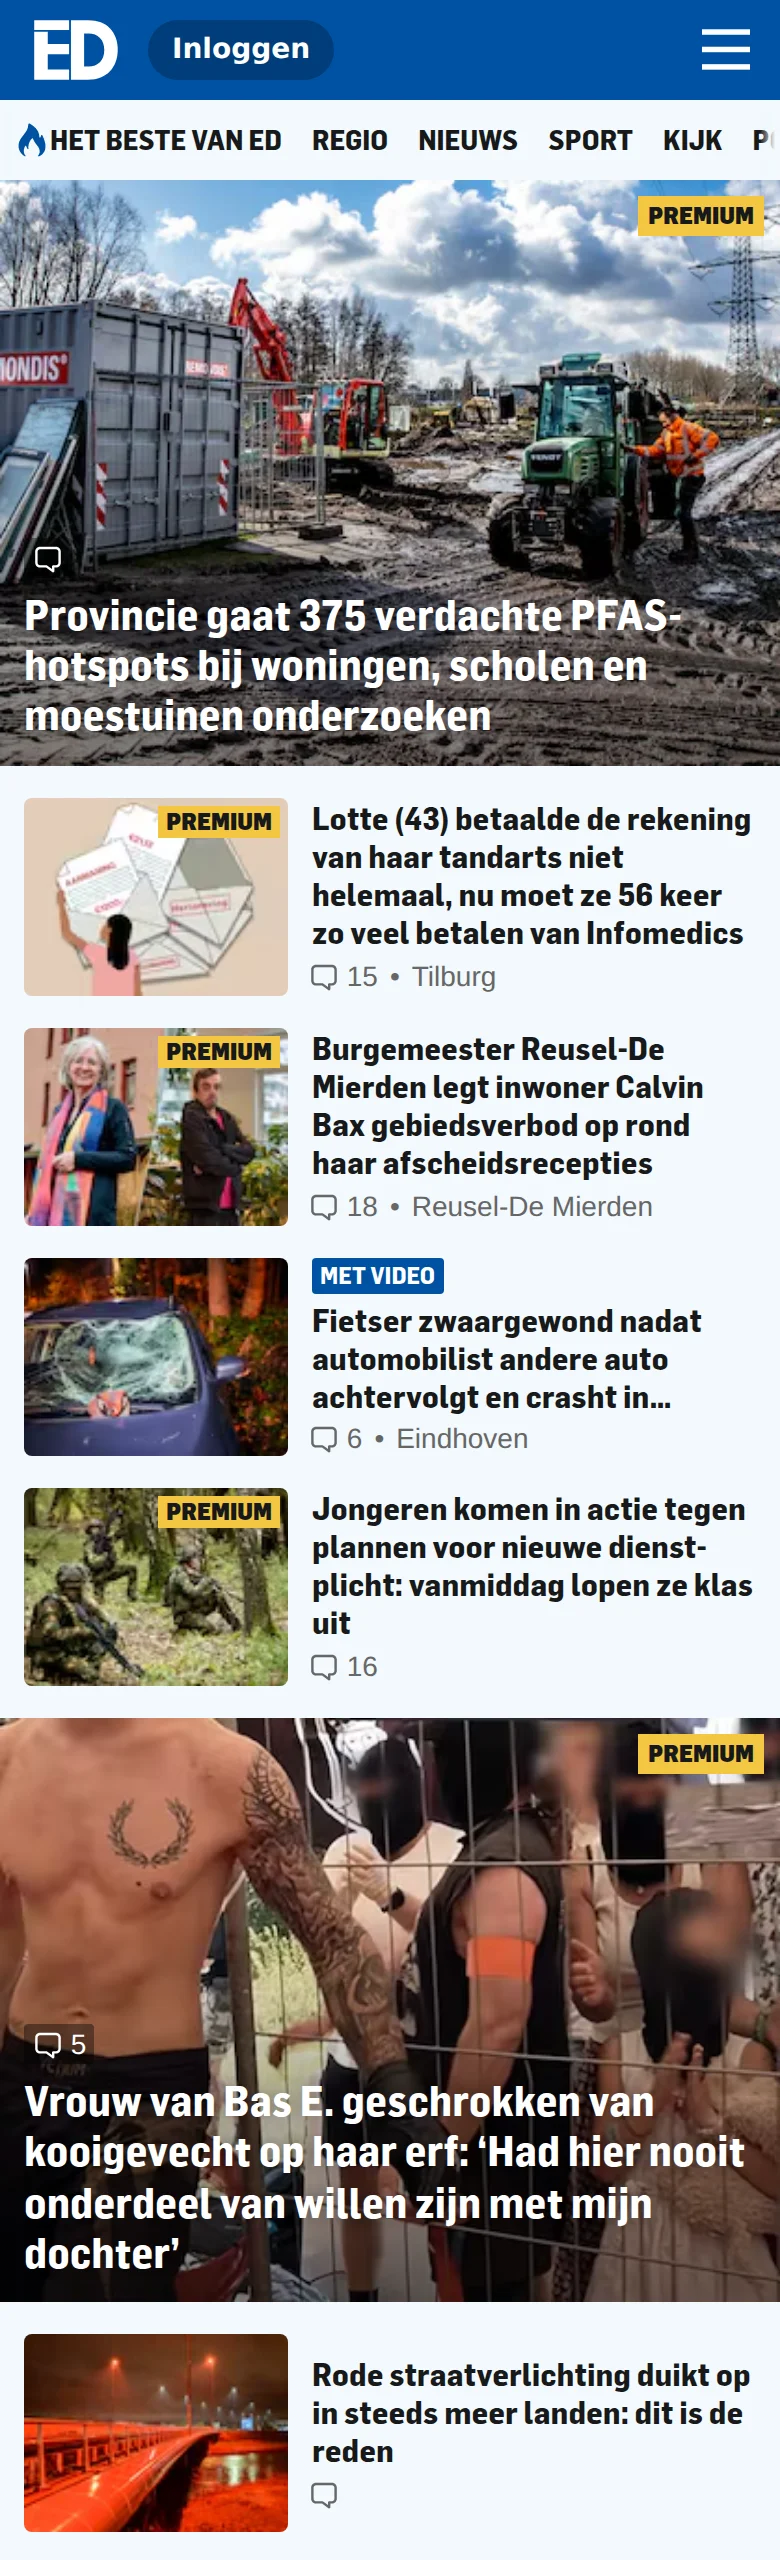 ED Inloggen
HET BESTE VAN ED REGIO NIEUWS SPORT KIJK
PREMIUM
MONDIS
FENDT
Provincie gaat 375 verdachte PFAS-
hotspots bij woningen, scholen en
moestuinen onderzoeken
PREMIUM
AANMANING
Herinnering
Lotte (43) betaalde de rekening
van haar tandarts niet
helemaal, nu moet ze 56 keer
zo veel betalen van Infomedics
15 • Tilburg
PREMIUM
Burgemeester Reusel-De
Mierden legt inwoner Calvin
Bax gebiedsverbod op rond
haar afscheidsrecepties
18 • Reusel-De Mierden
MET VIDEO
Fietser zwaargewond nadat
automobilist andere auto
achtervolgt en crasht in...
6 • Eindhoven
PREMIUM
Jongeren komen in actie tegen
plannen voor nieuwe dienst-
plicht: vanmiddag lopen ze klas
uit
16
PREMIUM
5
Vrouw van Bas E. geschrokken van
kooigevecht op haar erf: ‘Had hier nooit
onderdeel van willen zijn met mijn
dochter’
Rode straatverlichting duikt op
in steeds meer landen: dit is de
reden